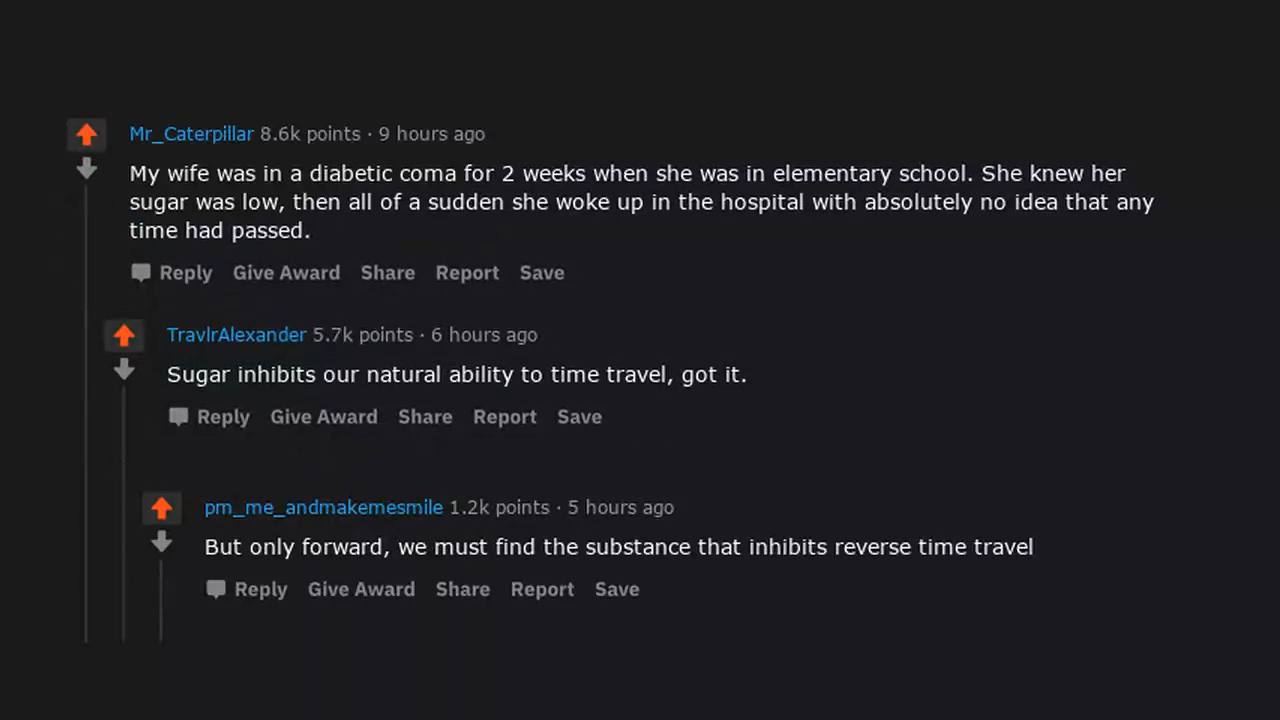 Mr_Caterpillar 8.6k points · 9 hours ago
My wife was in a diabetic coma for 2 weeks when she was in elementary school. She knew her
sugar was low, then all of a sudden she woke up in the hospital with absolutely no idea that any
time had passed.
Reply Give Award Share Report Save
TravlrAlexander 5.7k points · 6 hours ago
Sugar inhibits our natural ability to time travel, got it.
Reply Give Award Share Report Save
pm_me_andmakemesmile 1.2k points · 5 hours ago
But only forward, we must find the substance that inhibits reverse time travel
Reply Give Award Share Report Save